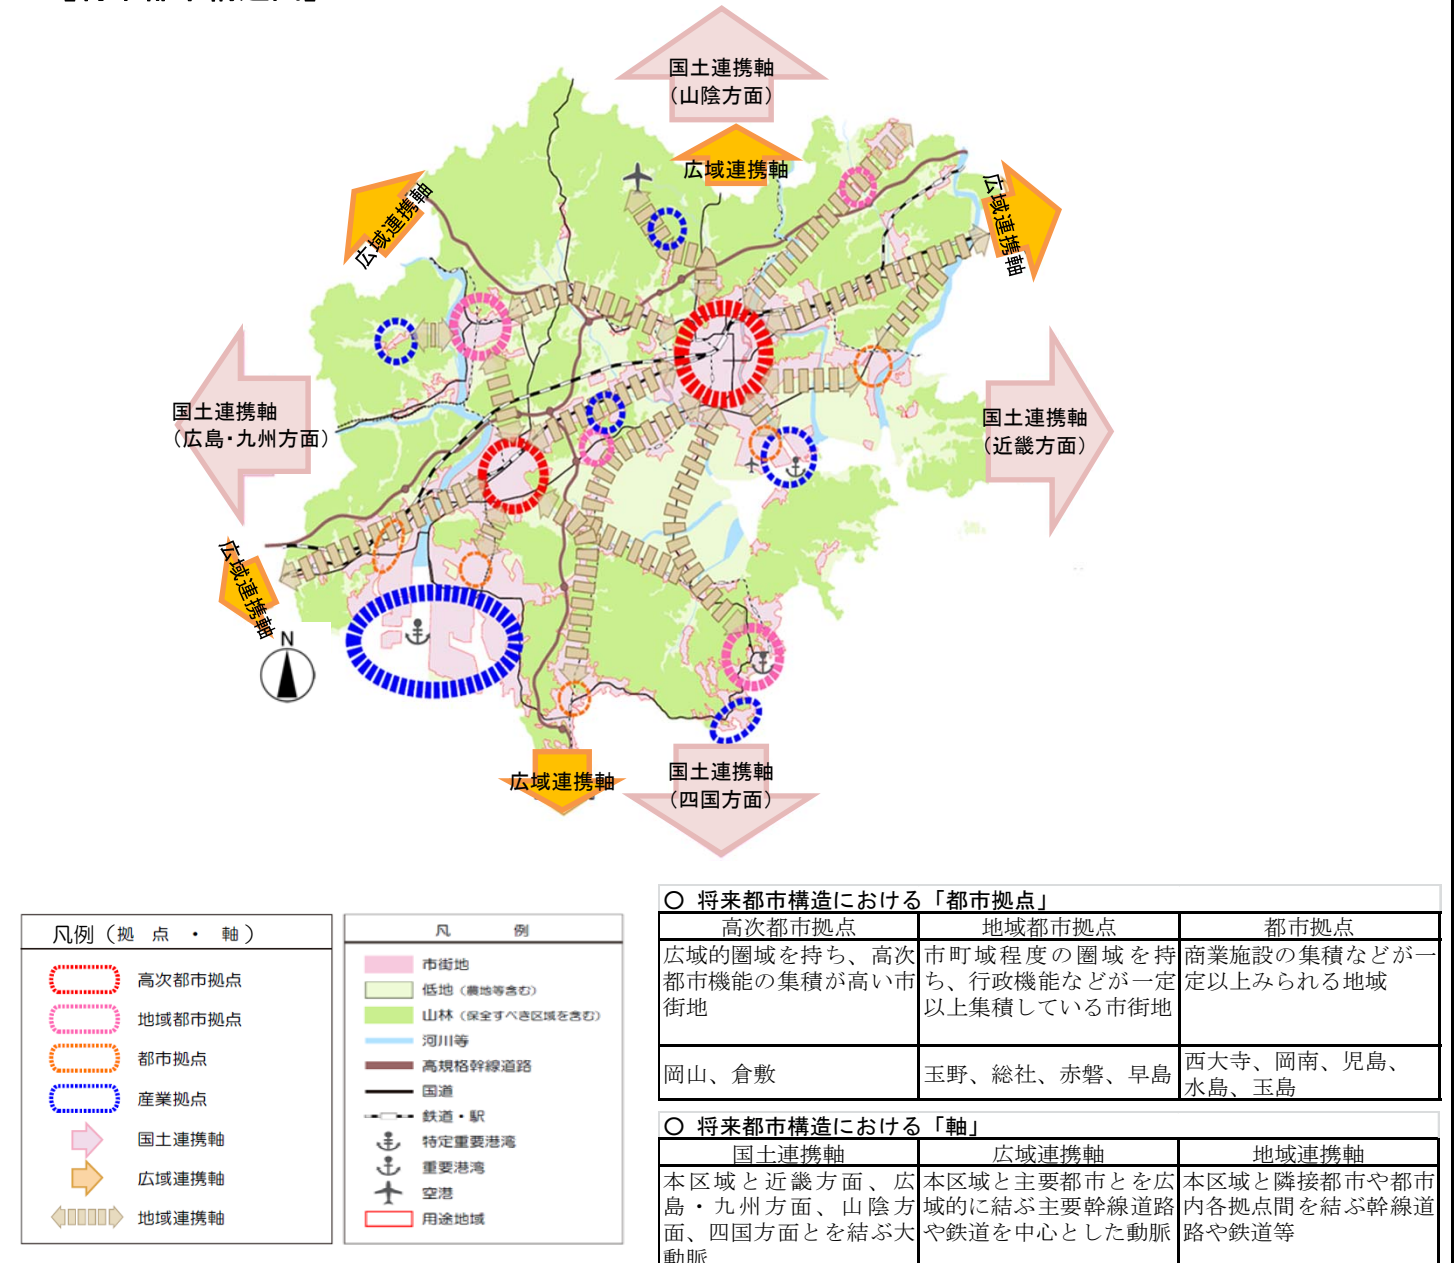 国土連携軸
（山陰方面）
広域連携軸
広域連携軸
広域連携軸
国土連携軸
（広島・九州方面）
国土連携軸
（近畿方面）
広域連携軸
N
広域連携軸
国土連携軸
（四国方面）
凡例（拠 点 ・ 軸）
高次都市拠点
地域都市拠点
都市拠点
産業拠点
国土連携軸
広域連携軸
地域連携軸
凡 例
市街地
低地（農地等含む）
山林（保全すべき区域を含む）
河川等
高規格幹線道路
国道
鉄道・駅
特定重要港湾
重要港湾
空港
用途地域
○ 将来都市構造における「都市拠点」
高次都市拠点
地域都市拠点
都市拠点
広域的圏域を持ち、高次
都市機能の集積が高い市
街地
市町域程度の圏域を持
ち、行政機能などが一定
以上集積している市街地
商業施設の集積などが一
定以上みられる地域
岡山、倉敷
玉野、総社、赤磐、早島
西大寺、岡南、児島、
水島、玉島
○ 将来都市構造における「軸」
国土連携軸
広域連携軸
地域連携軸
本区域と近畿方面、広
島・九州方面、山陰方
面、四国方面とを結ぶ大
動脈
本区域と主要都市とを広
域的に結ぶ主要幹線道路
や鉄道を中心とした動脈
本区域と隣接都市や都市
内各拠点間を結ぶ幹線道
路や鉄道等